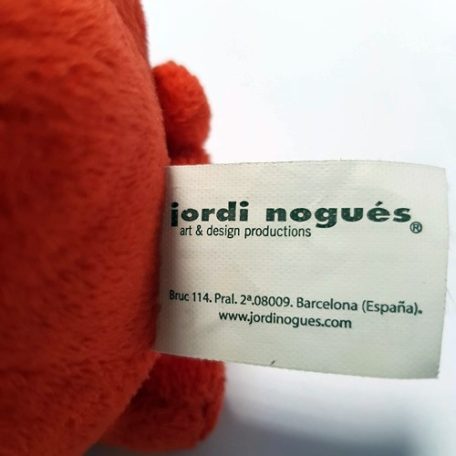 jordi nogués®
art & design productions
Bruc 114. Pral. 2ª.08009. Barcelona (España).
www.jordinogues.com